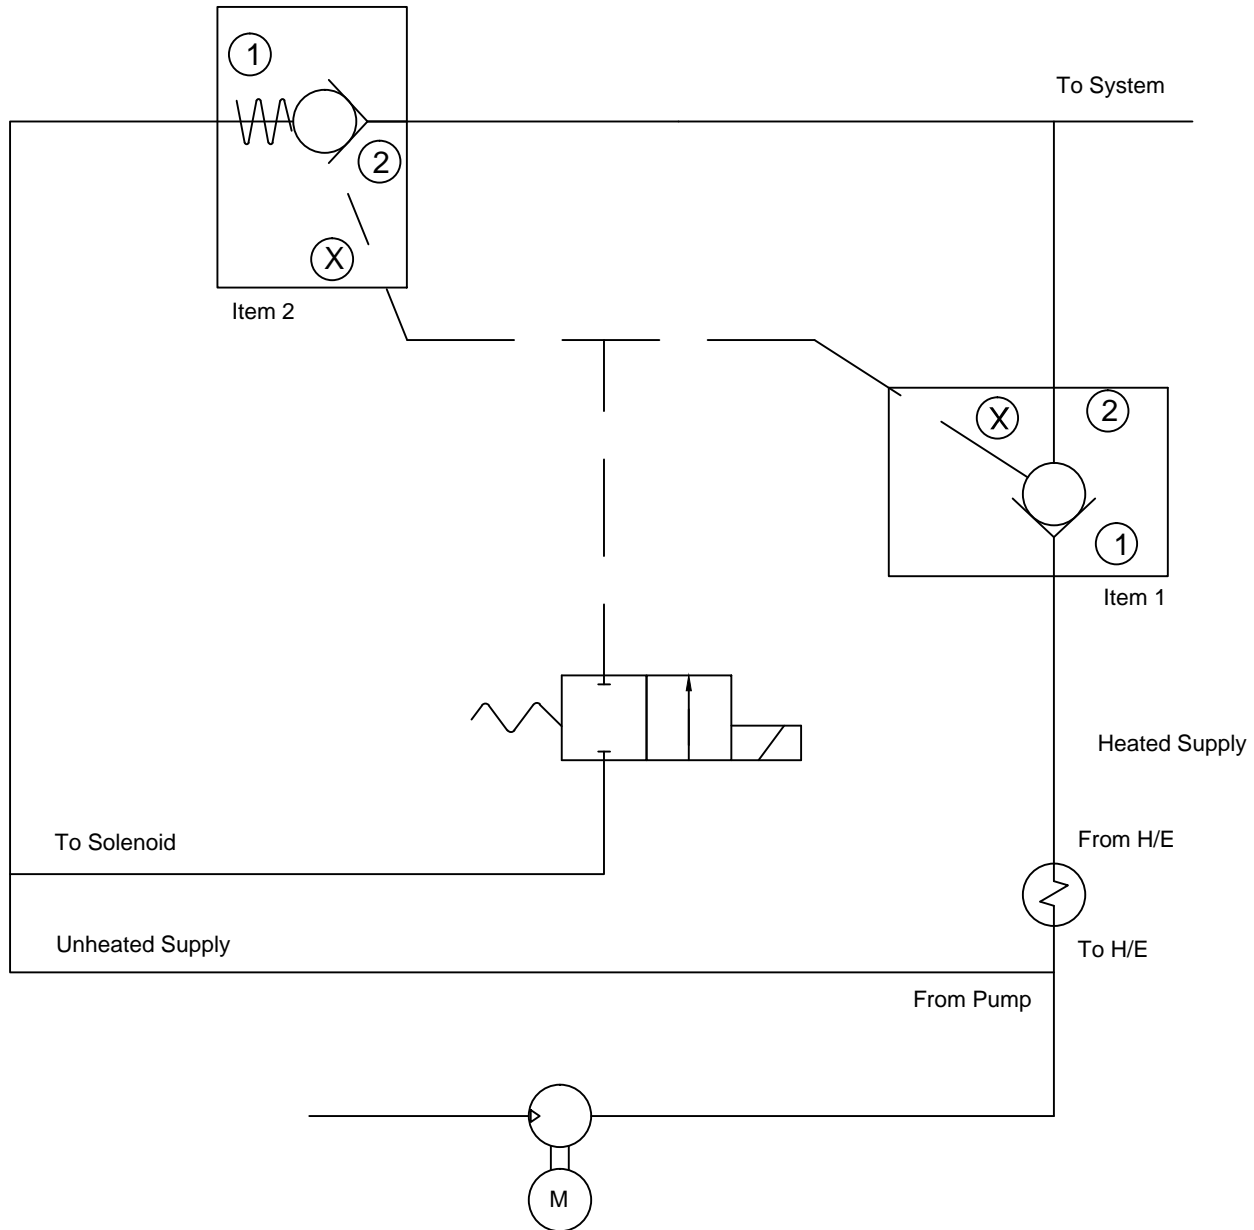 1
To System
2
X
Item 2
X
2
1
Item 1
Heated Supply
To Solenoid
From H/E
Unheated Supply
To H/E
From Pump
M